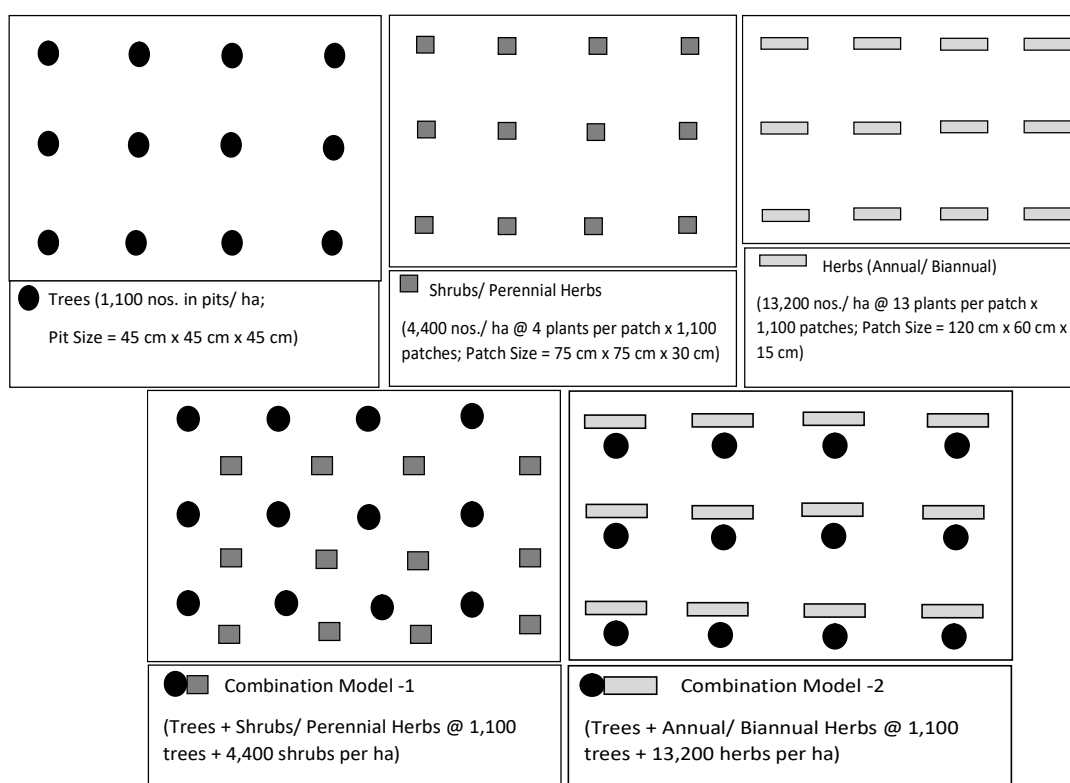 Trees (1,100 nos. in pits/ ha;
Pit Size = 45 cm x 45 cm x 45 cm)
Shrubs/ Perennial Herbs
(4,400 nos./ ha @ 4 plants per patch x 1,100
patches; Patch Size = 75 cm x 75 cm x 30 cm)
Herbs (Annual/ Biannual)
(13,200 nos./ ha @ 13 plants per patch x
1,100 patches; Patch Size = 120 cm x 60 cm x
15 cm)
Combination Model -1
(Trees + Shrubs/ Perennial Herbs @ 1,100
trees + 4,400 shrubs per ha)
Combination Model -2
(Trees + Annual/ Biannual Herbs @ 1,100
trees + 13,200 herbs per ha)